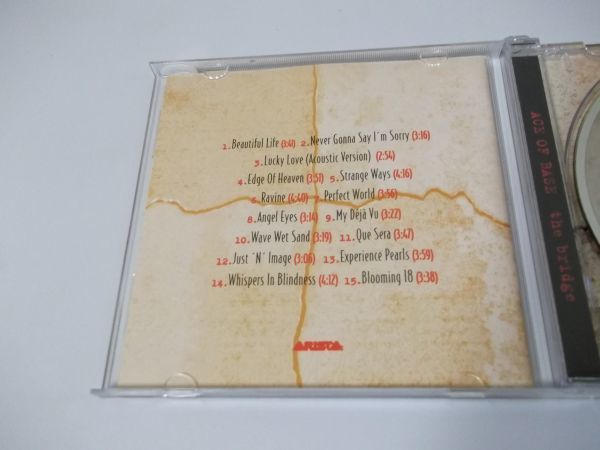 1.Beautiful Life (3:41) 2.Never Gonna Say I'm Sorry (3:16)
3.Lucky Love (Acoustic Version) (2:54)
4.Edge Of Heaven (3:51) 5.Strange Ways (4:16)
6.Ravine (4:40) 7.Perfect World (3:56)
8.Angel Eyes (3:14) 9.My Déjà Vu (3:22)
10.Wave Wet Sand (3:19) 11.Que Sera (3:47)
12.Just ´N´ Image (3:06) 13.Experience Pearls (3:59)
14.Whispers In Blindness (4:12) 15.Blooming 18 (3:38)
ARISTA
ACE OF BASE the bridge